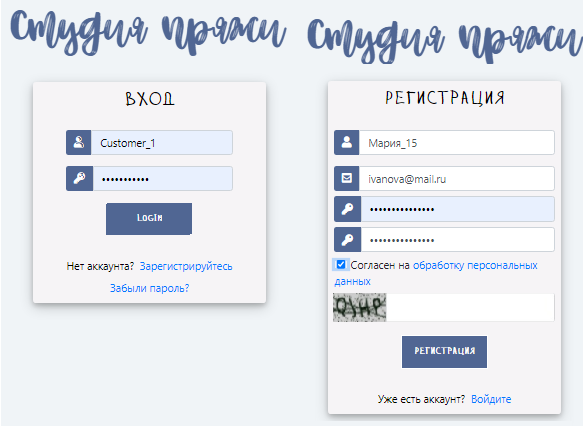 Студия пряжи
ВХОД
Customer_1
•••••••••••
LogIn
Нет аккаунта? Зарегистрируйтесь
Забыли пароль?
Студия пряжи
РЕГИСТРАЦИЯ
Мария_15
ivanova@mail.ru
•••••••••••••••
•••••••••••••••
Согласен на обработку персональных
данных
РЕГИСТРАЦИЯ
Уже есть аккаунт? Войдите